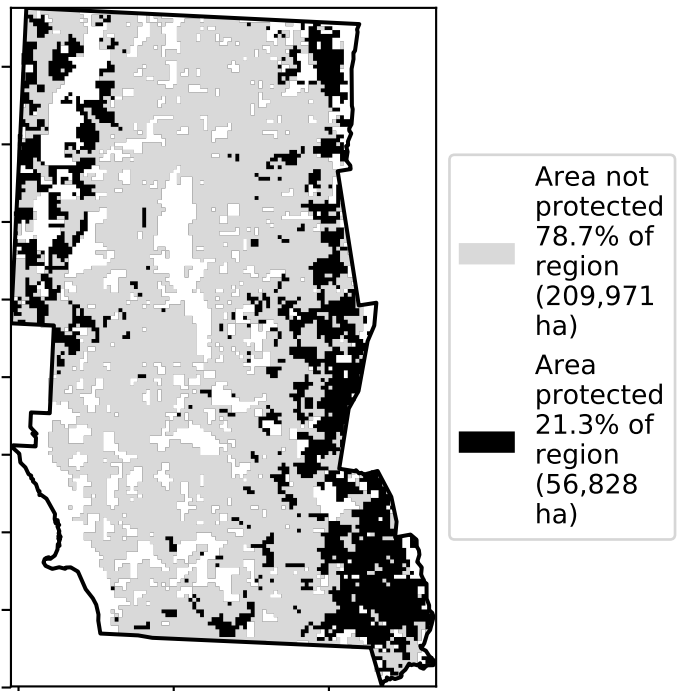 Area not
protected
78.7% of
region
(209,971
ha)
Area
protected
21.3% of
region
(56,828
ha)